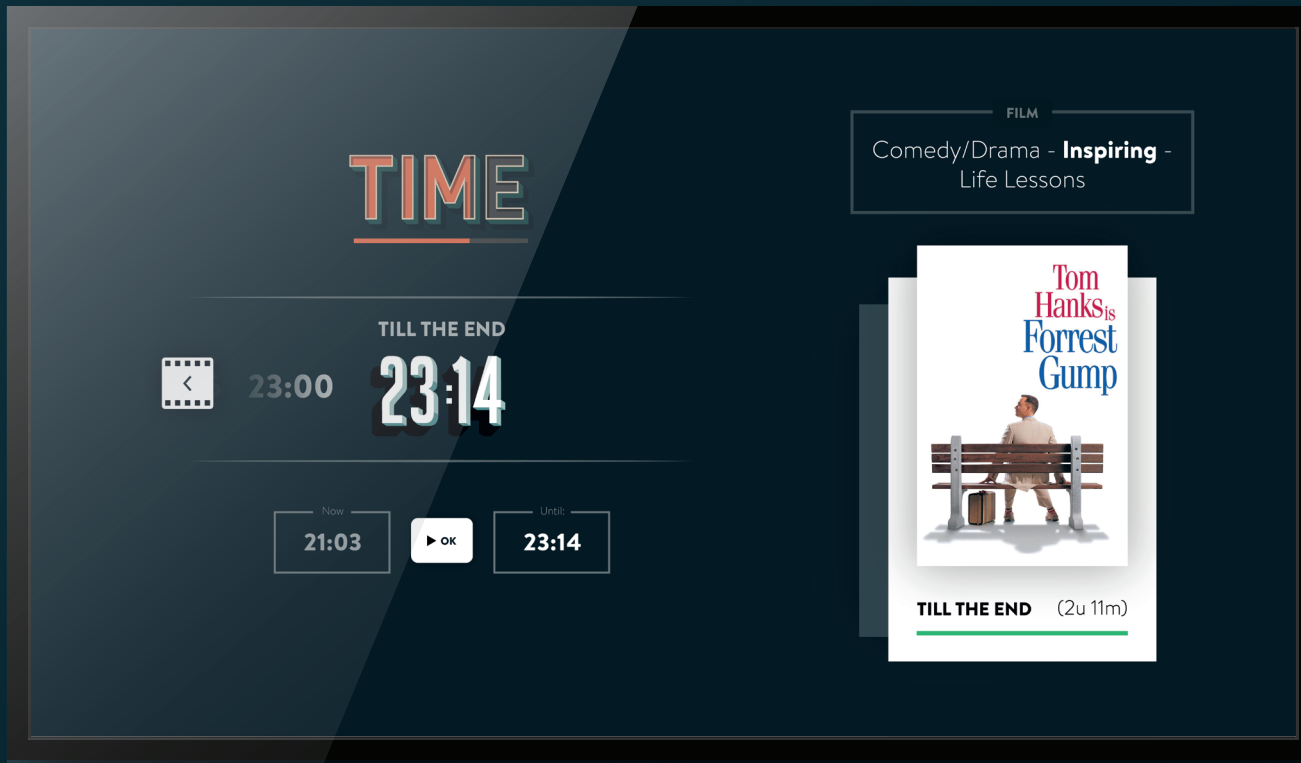 TIME
TILL THE END
23:00
23:14
Now
21:03
OK
Until:
23:14
FILM
Comedy/Drama - Inspiring -
Life Lessons
Tom
Hanks is
Forrest
Gump
TILL THE END (2u 11m)